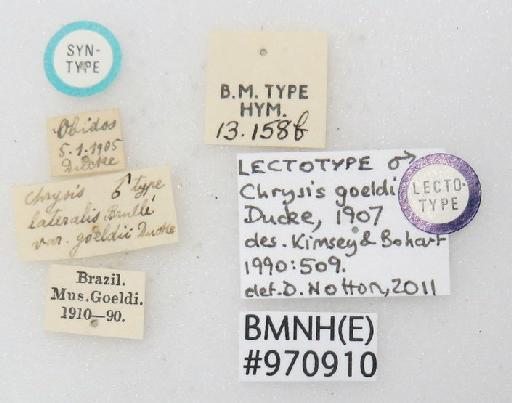 SYN-
TYPE
Obidos
5.1.1905
Ducke
Chrysis ♂ type
lateralis Brullé
var. goeldii Ducke
Brazil.
Mus. Goeldi.
1910—90.
B.M. TYPE
HYM.
13.158b
LECTOTYPE ♂
Chrysis goeldi
Ducke, 1907
des. Kimsey & Bohart
1990:509.
det. D. Notton, 2011
LECTO-
TYPE
BMNH(E)
#970910